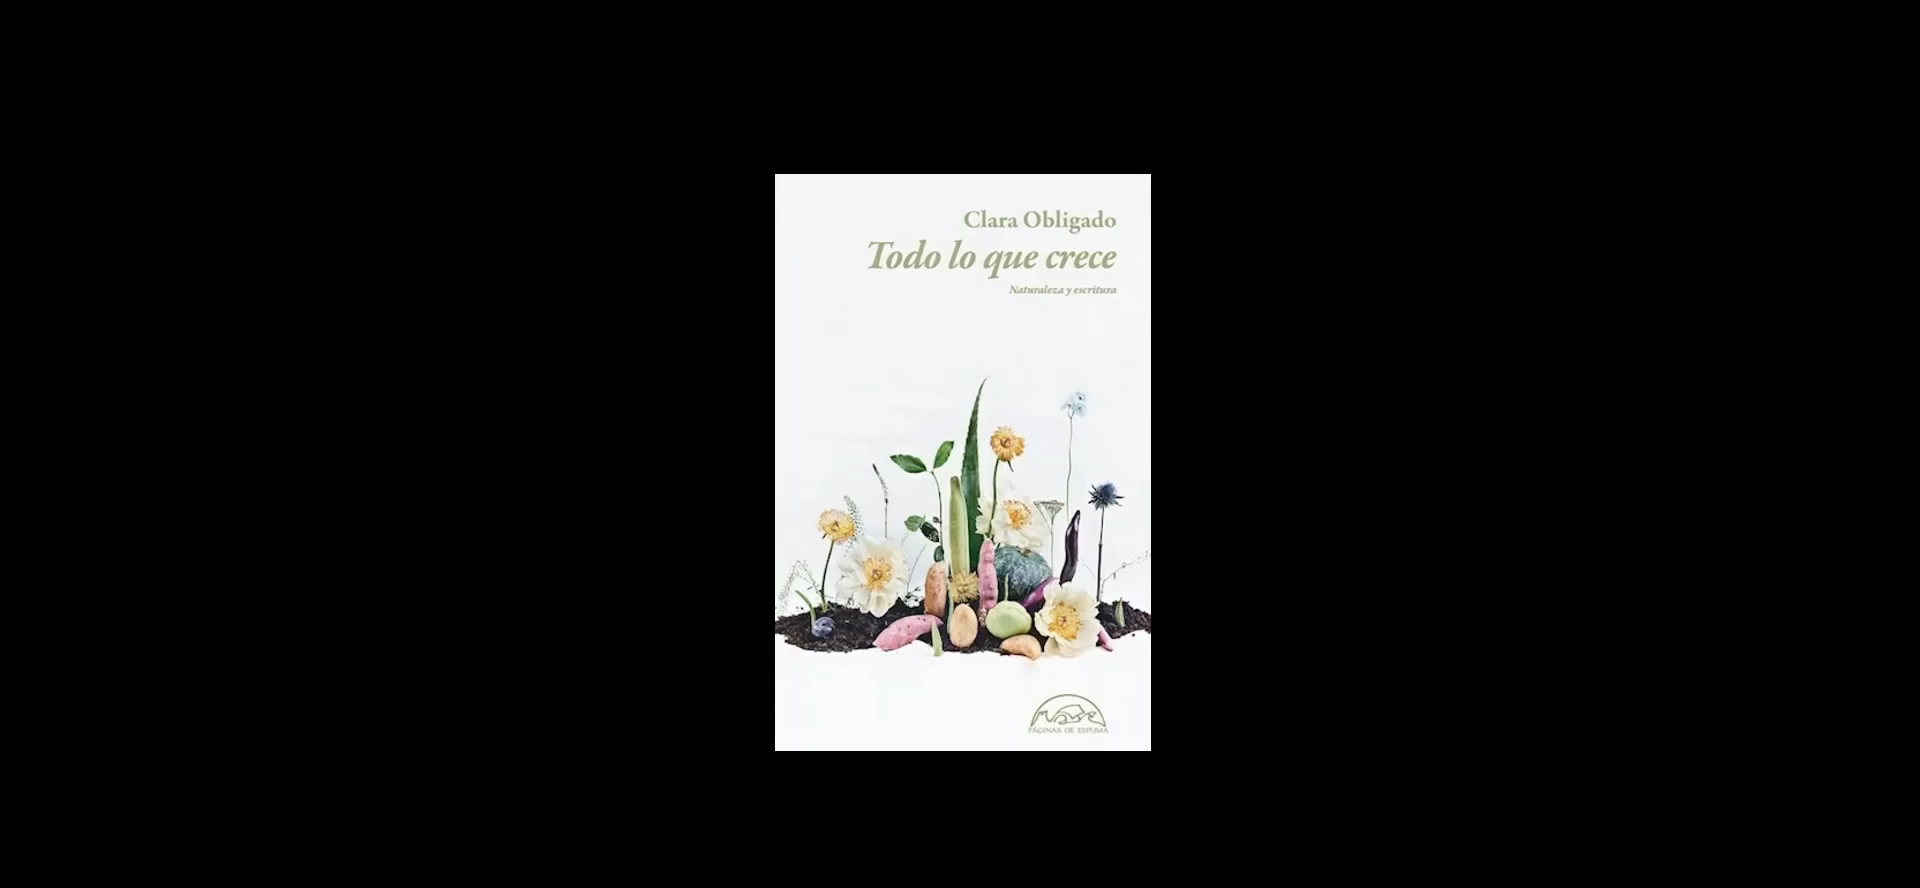 Clara Obligado
Todo lo que crece
Naturaleza y escritura
PÁGINAS DE ESPUMA